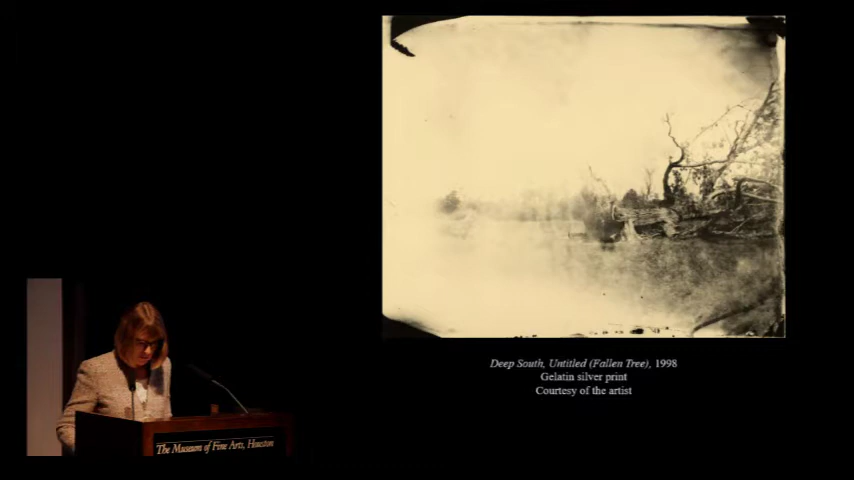 Deep South, Untitled (Fallen Tree), 1998
Gelatin silver print
Courtesy of the artist
The Museum of Fine Arts, Houston